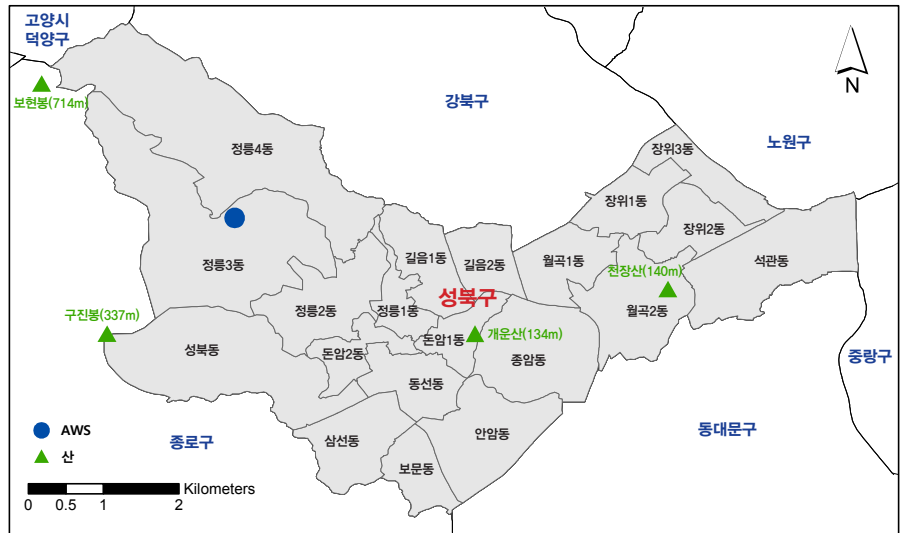 고양시
덕양구
보현봉(714m)
강북구
N
노원구
정릉4동
장위3동
장위1동
장위2동
정릉3동
길음1동
길음2동
월곡1동
석관동
천장산(140m)
성북구
구진봉(337m)
정릉2동
정릉1동
월곡2동
돈암1동
개운산(134m)
성북동
돈암2동
종암동
중랑구
동선동
AWS
산
종로구
삼선동
안암동
동대문구
보문동
Kilometers
0 0.5 1 2